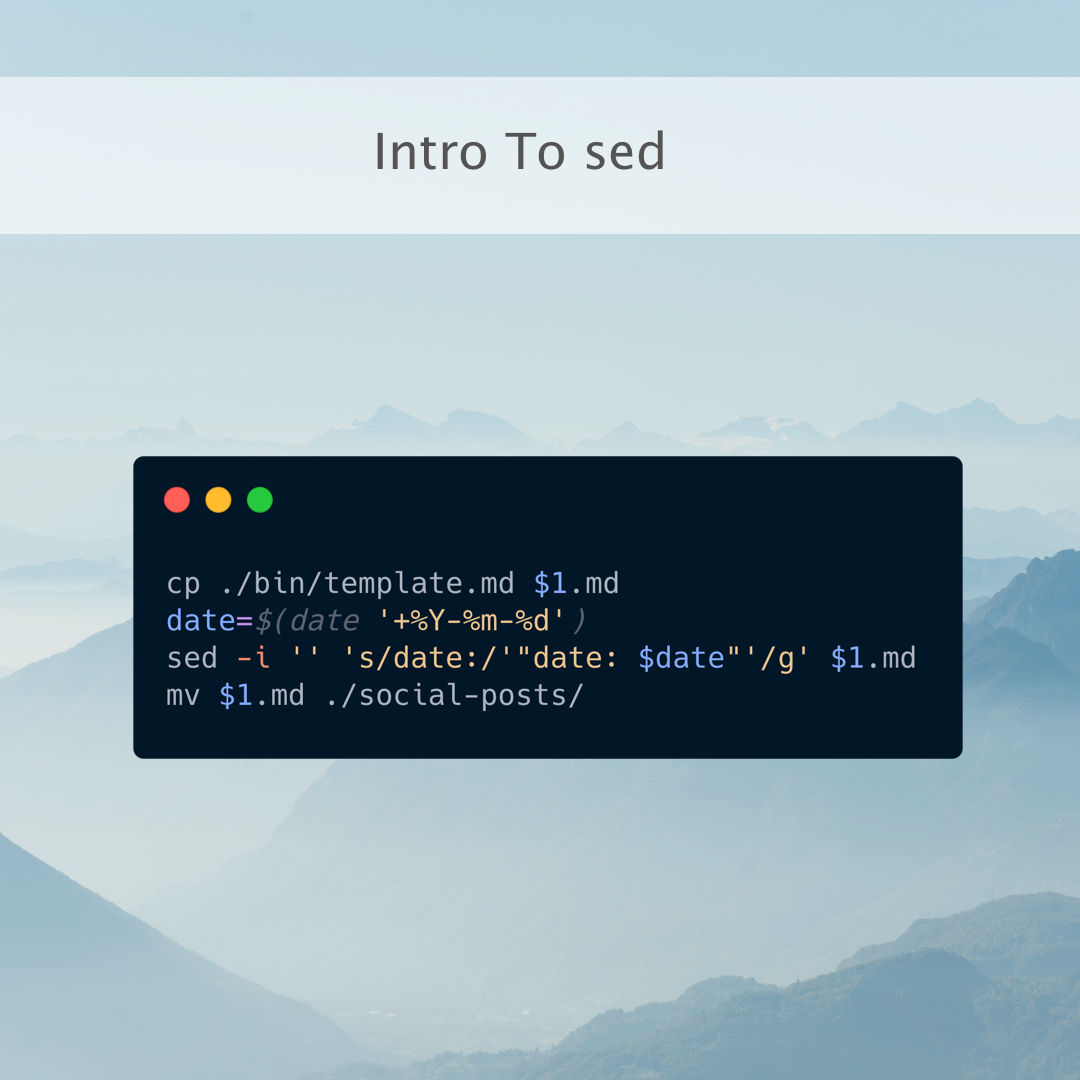 Intro To sed
cp ./bin/template.md $1.md
date=$(date '+%Y-%m-%d')
sed -i '' 's/date:/'"date: $date"'/g' $1.md
mv $1.md ./social-posts/